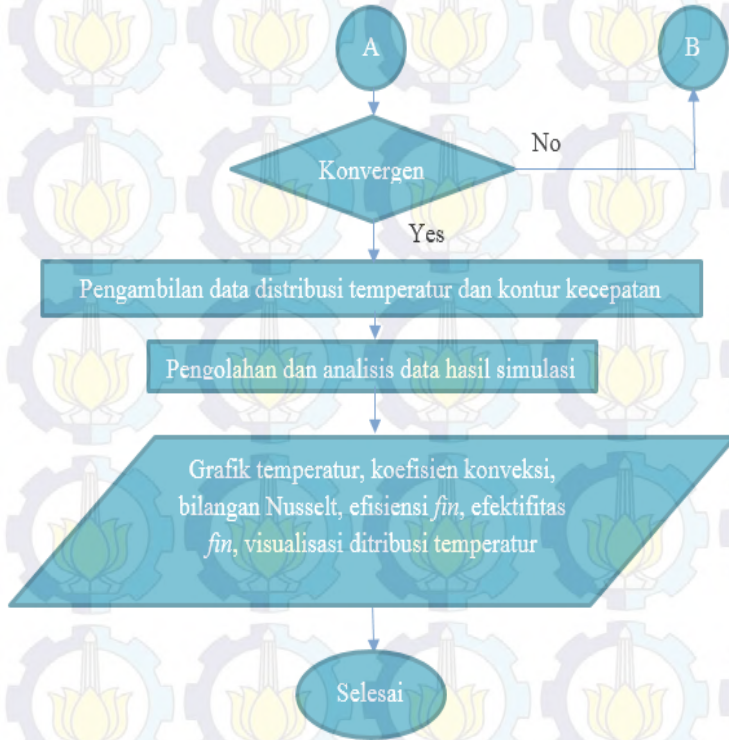 A
B
Konvergen
No
Yes
Pengambilan data distribusi temperatur dan kontur kecepatan
Pengolahan dan analisis data hasil simulasi
Grafik temperatur, koefisien konveksi,
bilangan Nusselt, efisiensi fin, efektifitas
fin, visualisasi ditribusi temperatur
Selesai